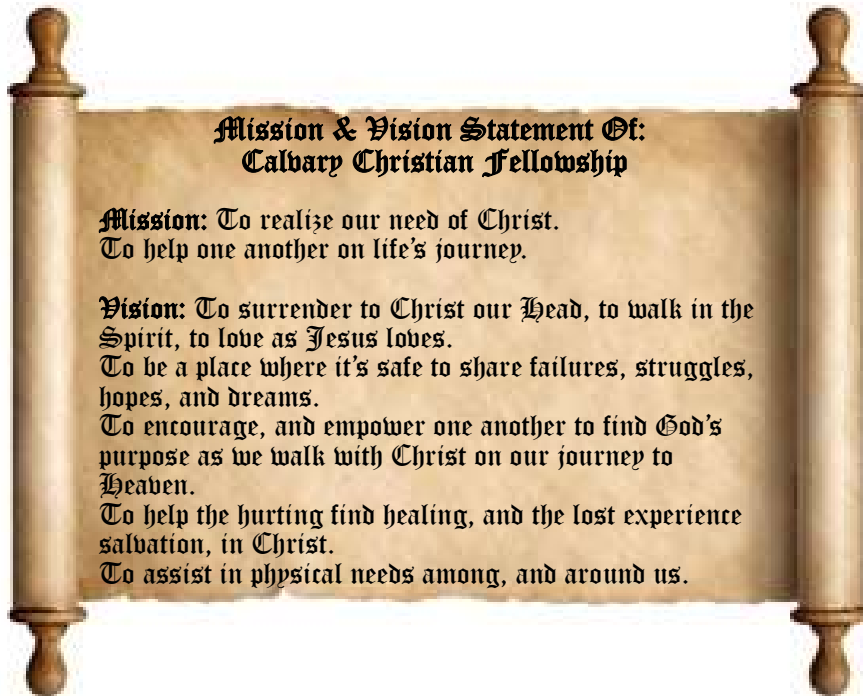 Mission & Vision Statement Of:
Calvary Christian Fellowship
Mission: To realize our need of Christ.
To help one another on life's journey.
Vision: To surrender to Christ our Head, to walk in the
Spirit, to love as Jesus loves.
To be a place where it's safe to share failures, struggles,
hopes, and dreams.
To encourage, and empower one another to find God's
purpose as we walk with Christ on our journey to
Heaven.
To help the hurting find healing, and the lost experience
salvation, in Christ.
To assist in physical needs among, and around us.